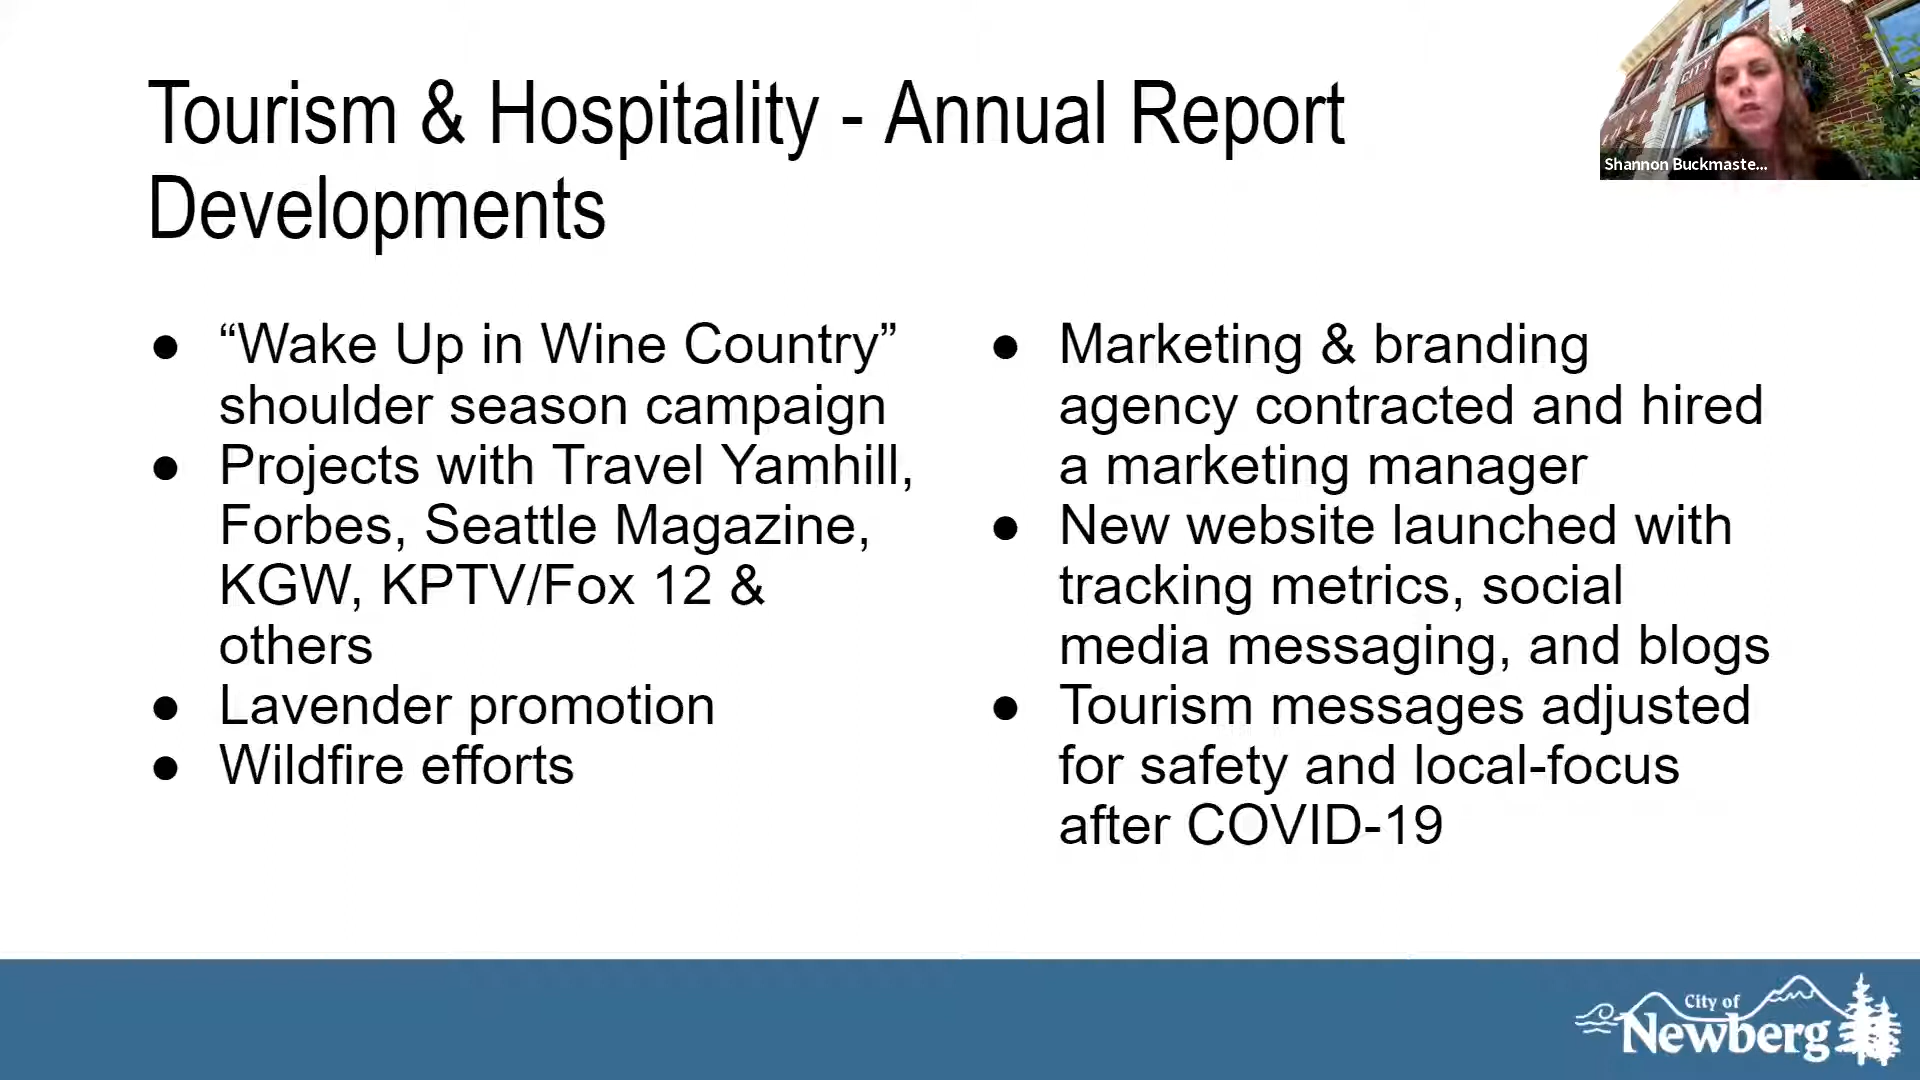 Tourism & Hospitality - Annual Report
Developments
● “Wake Up in Wine Country”
shoulder season campaign
● Projects with Travel Yamhill,
Forbes, Seattle Magazine,
KGW, KPTV/Fox 12 &
others
● Lavender promotion
● Wildfire efforts
● Marketing & branding
agency contracted and hired
a marketing manager
● New website launched with
tracking metrics, social
media messaging, and blogs
● Tourism messages adjusted
for safety and local-focus
after COVID-19
CITY
Shannon Buckmaste...
City of
Newberg